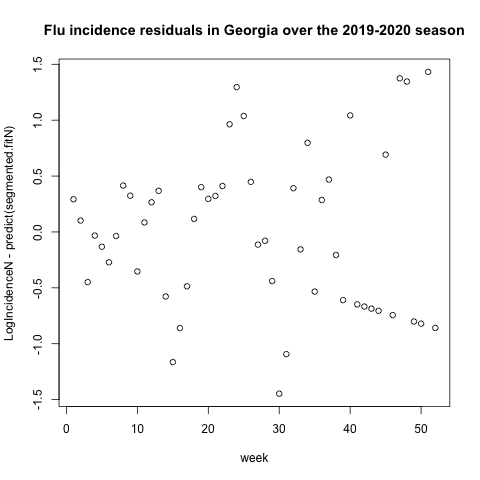 Flu incidence residuals in Georgia over the 2019-2020 season
LogIncidenceN - predict(segmented.fitN)
1.5
1.0
0.5
0.0
-0.5
-1.0
-1.5
0 10 20 30 40 50
week